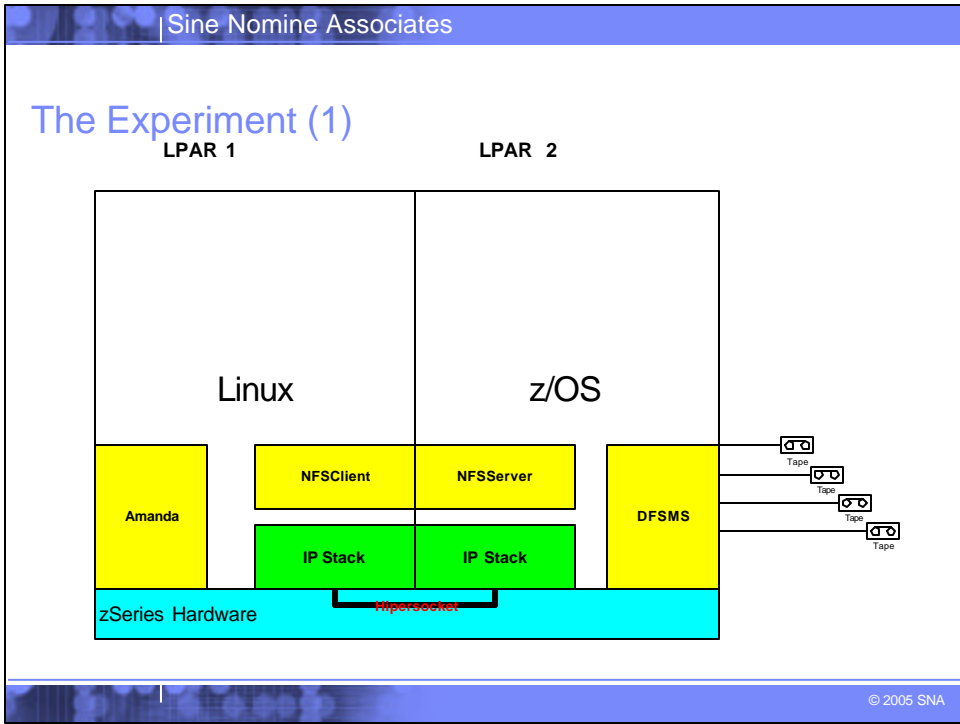 Sine Nomine Associates
The Experiment (1)
LPAR 1
LPAR 2
Linux
z/OS
Amanda
NFSClient
NFSServer
DFSMS
IP Stack
IP Stack
Hipersocket
zSeries Hardware
Tape
Tape
Tape
Tape
© 2005 SNA